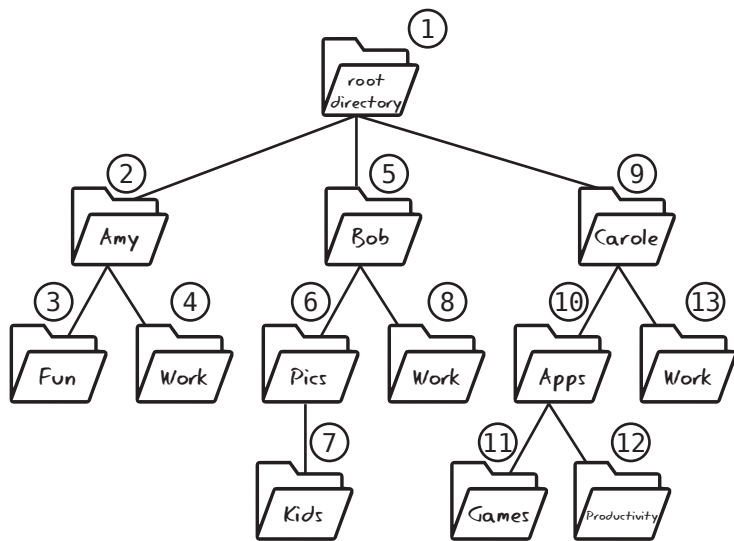 1
root
directory
2
5
9
Amy
Bob
Carole
3
4
6
8
10
13
Fun
Work
Pics
Work
Apps
Work
7
11
12
Kids
Games
Productivity